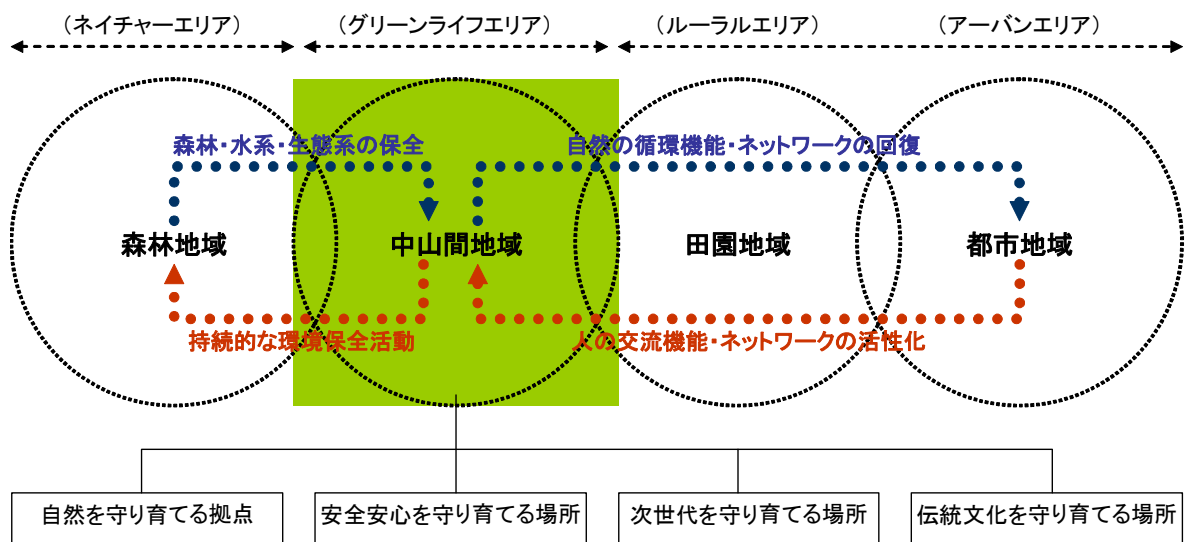 （ネイチャーエリア）
（グリーンライフエリア）
（ルーラルエリア）
（アーバンエリア）
森林・水系・生態系の保全
自然の循環機能・ネットワークの回復
森林地域
中山間地域
田園地域
都市地域
持続的な環境保全活動
人の交流機能・ネットワークの活性化
自然を守り育てる拠点
安全安心を守り育てる場所
次世代を守り育てる場所
伝統文化を守り育てる場所